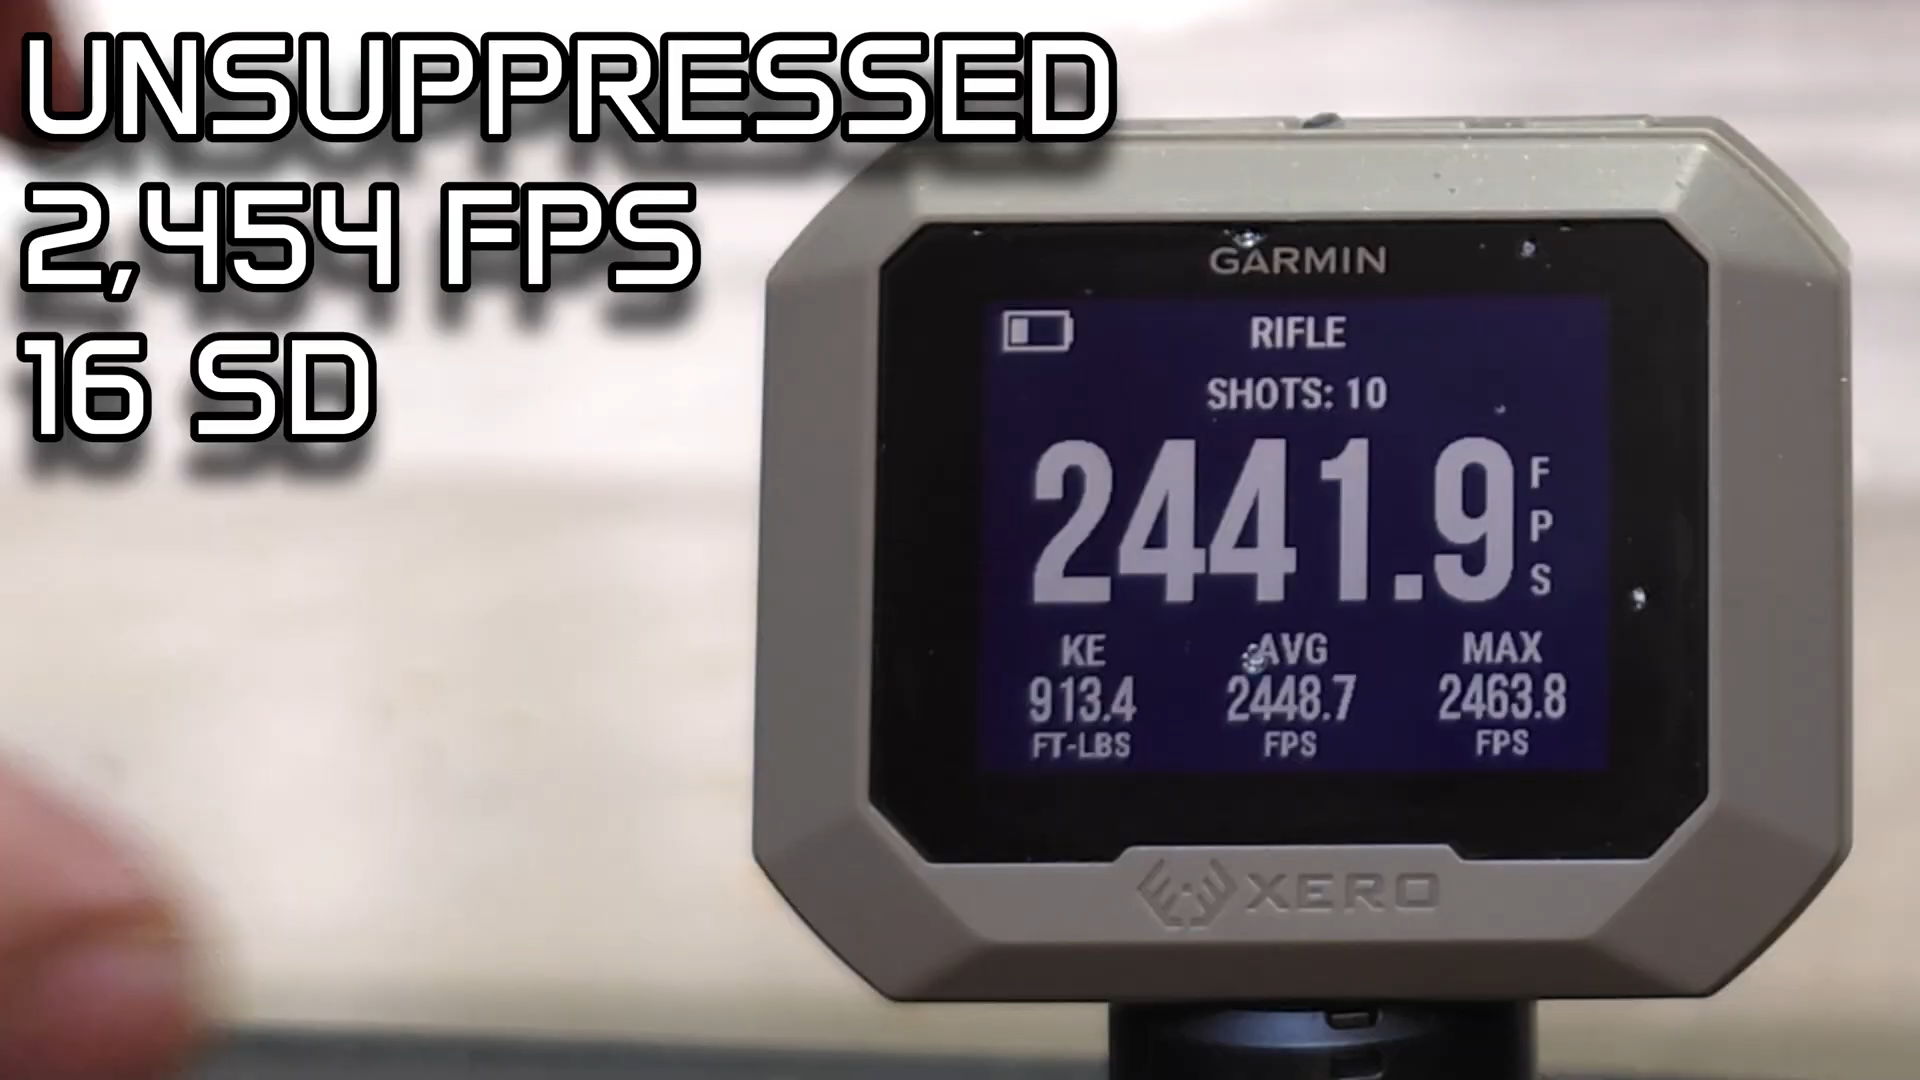 UNSUPPRESSED
2,454 FPS
16 SD
GARMIN
RIFLE
SHOTS: 10
2441.9 FPS
KE AVG MAX
913.4 2448.7 2463.8
FT-LBS FPS FPS
XERO